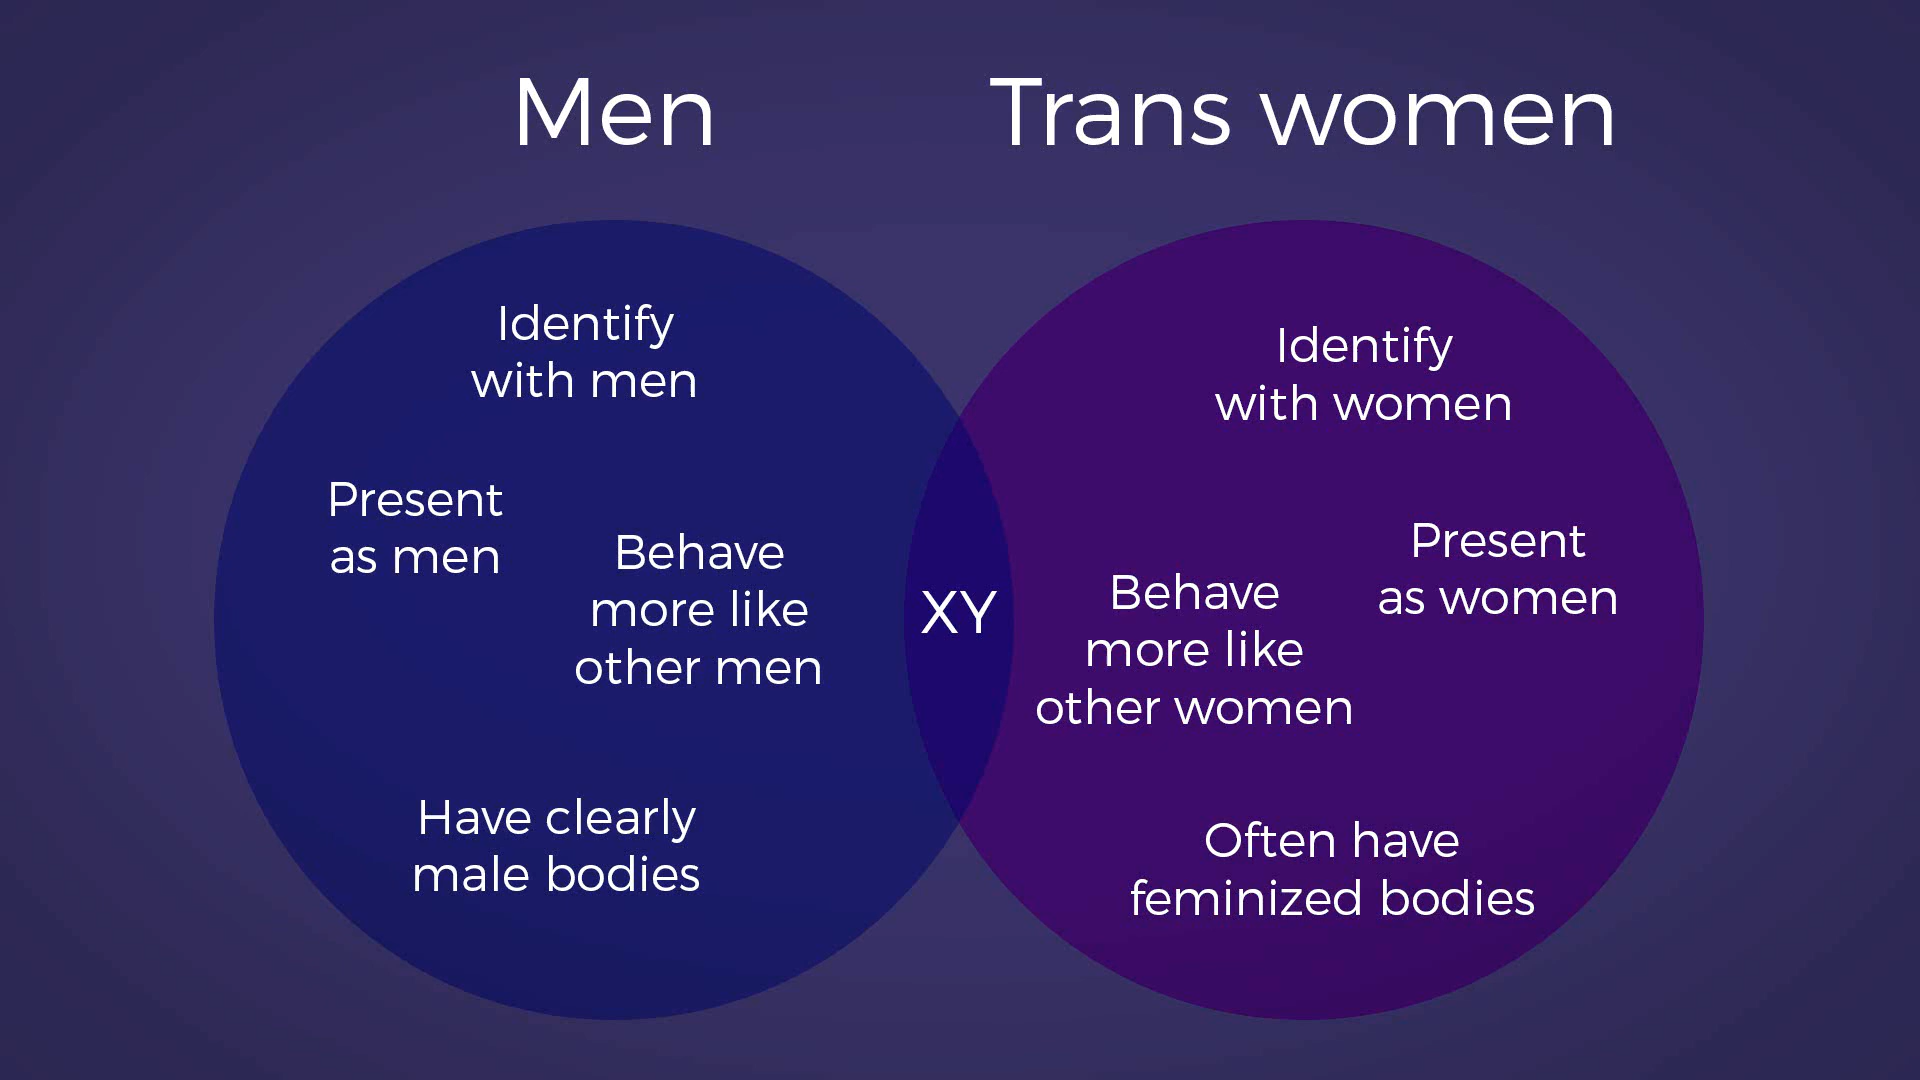 Men
Trans women
Identify
with men
Present
as men
Behave
more like
other men
Have clearly
male bodies
XY
Identify
with women
Behave
more like
other women
Present
as women
Often have
feminized bodies